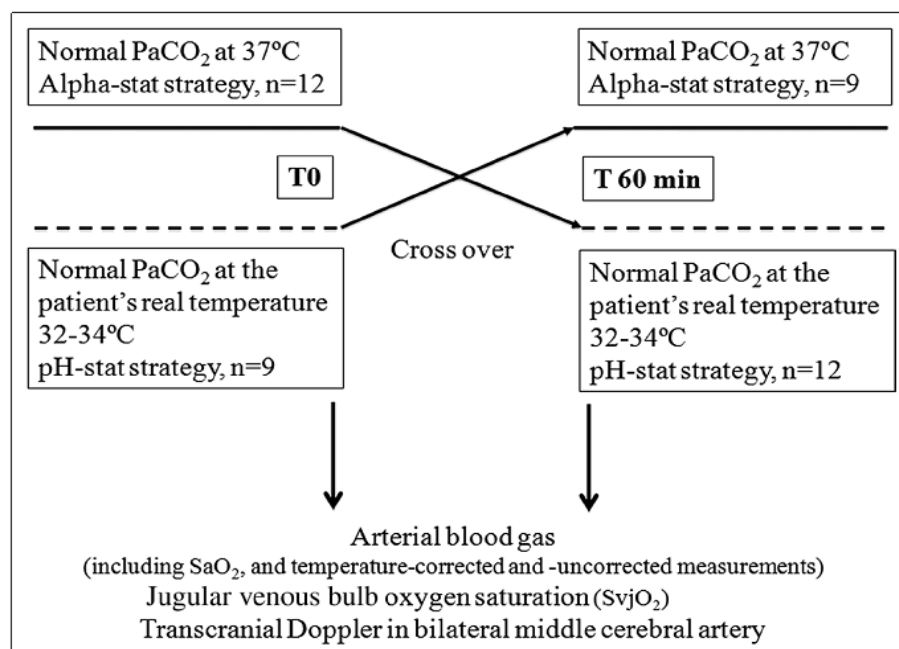 Normal PaCO₂ at 37ºC
Alpha-stat strategy, n=12
Normal PaCO₂ at 37ºC
Alpha-stat strategy, n=9
T0
T 60 min
Cross over
Normal PaCO₂ at the
patient's real temperature
32-34ºC
pH-stat strategy, n=9
Normal PaCO₂ at the
patient's real temperature
32-34ºC
pH-stat strategy, n=12
Arterial blood gas
(including SaO₂, and temperature-corrected and -uncorrected measurements)
Jugular venous bulb oxygen saturation (SvjO₂)
Transcranial Doppler in bilateral middle cerebral artery